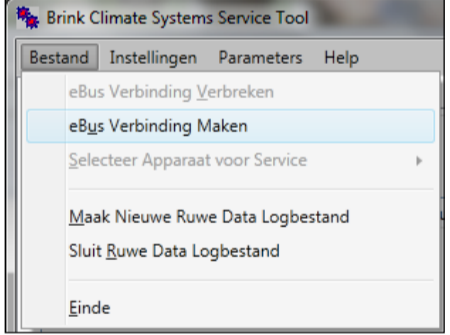 Brink Climate Systems Service Tool
Bestand Instellingen Parameters Help
eBus Verbinding Verbreken
eBus Verbinding Maken
Selecteer Apparaat voor Service
Maak Nieuwe Ruwe Data Logbestand
Sluit Ruwe Data Logbestand
Einde